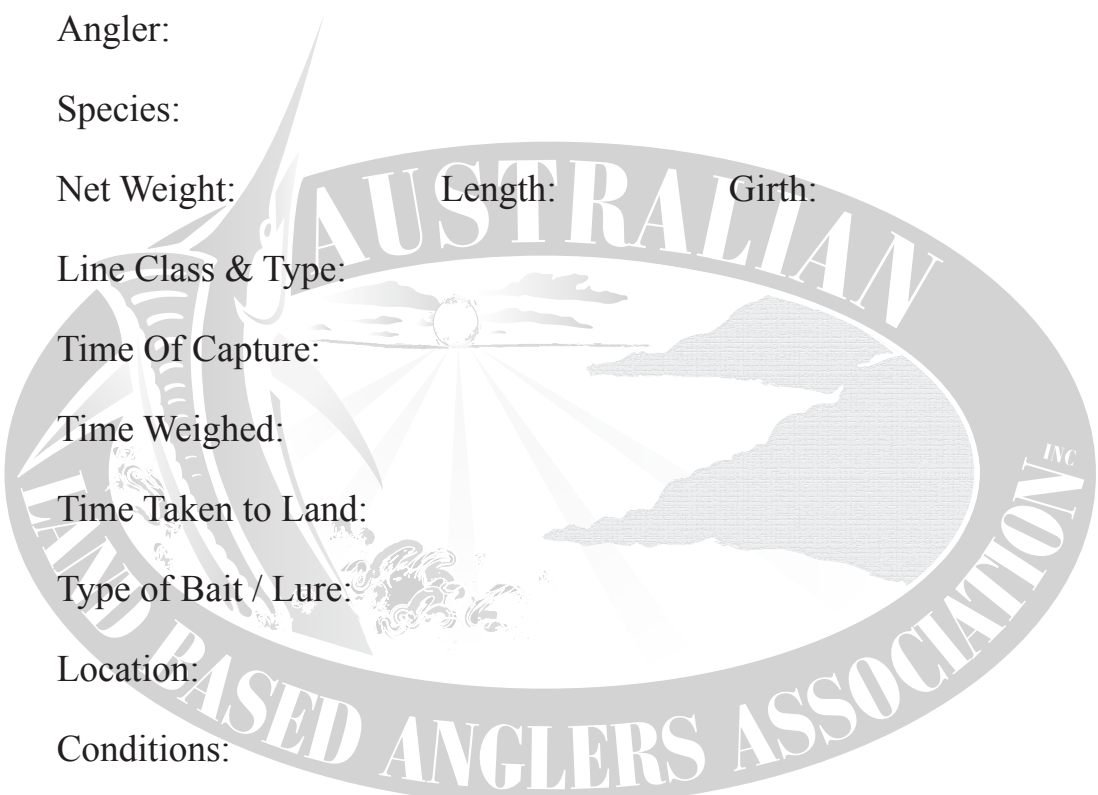 Angler:
Species:
Net Weight: Length: Girth:
Line Class & Type:
Time Of Capture:
Time Weighed:
Time Taken to Land:
Type of Bait / Lure:
Location:
Conditions:
AUSTRALIAN
LAND BASED ANGLERS ASSOCIATION INC